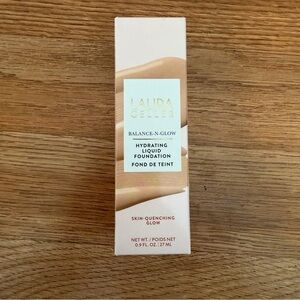 LAURA
GELLER
BALANCE-N-GLOW
HYDRATING
LIQUID
FOUNDATION
FOND DE TEINT
SKIN-QUENCHING
GLOW
NET WT. / POIDS NET
0.9 FL. OZ. / 27 ML